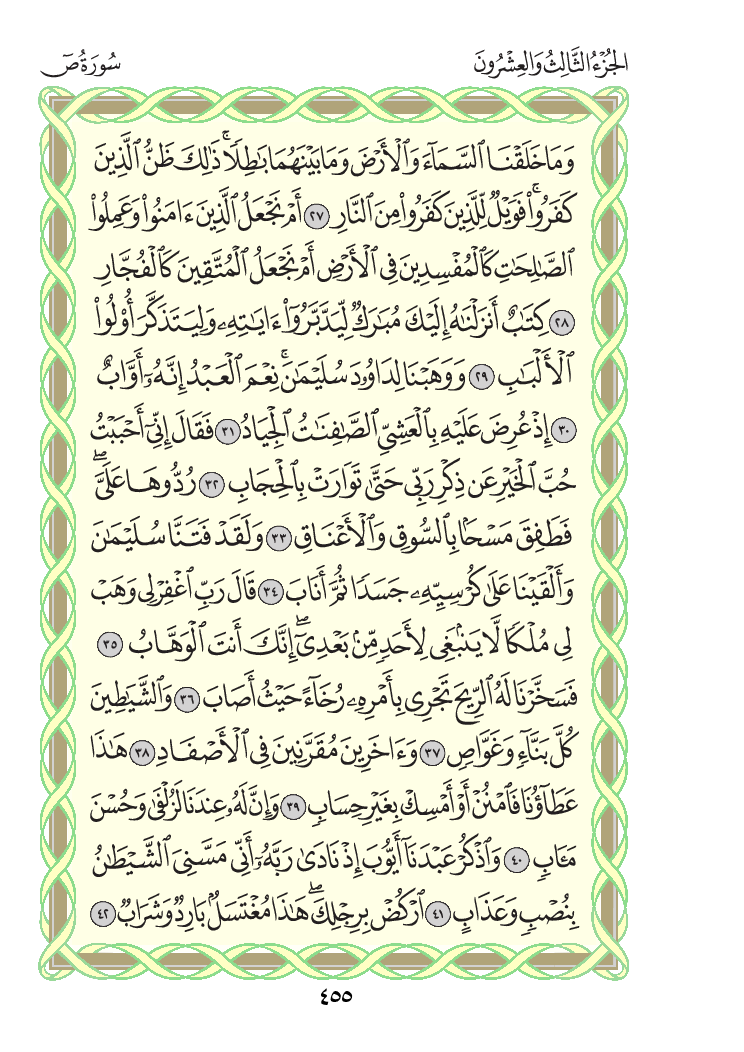 الجُزْءُ الثَّالِثُ وَالعِشْرُونَ
سُورَةُ صٓ
وَمَا خَلَقْنَا ٱلسَّمَآءَ وَٱلْأَرْضَ وَمَا بَيْنَهُمَا بَٰطِلًاۚ ذَٰلِكَ ظَنُّ ٱلَّذِينَ
كَفَرُواْۚ فَوَيْلٌ لِّلَّذِينَ كَفَرُواْ مِنَ ٱلنَّارِ ٢٧ أَمْ نَجْعَلُ ٱلَّذِينَ ءَامَنُواْ وَعَمِلُواْ
ٱلصَّٰلِحَٰتِ كَٱلْمُفْسِدِينَ فِي ٱلْأَرْضِ أَمْ نَجْعَلُ ٱلْمُتَّقِينَ كَٱلْفُجَّارِ
٢٨ كِتَٰبٌ أَنزَلْنَٰهُ إِلَيْكَ مُبَٰرَكٌ لِّيَدَّبَّرُوٓاْ ءَايَٰتِهِۦ وَلِيَتَذَكَّرَ أُوْلُواْ
ٱلْأَلْبَٰبِ ٢٩ وَوَهَبْنَا لِدَاوُۥدَ سُلَيْمَٰنَۚ نِعْمَ ٱلْعَبْدُ إِنَّهُۥٓ أَوَّابٌ
٣٠ إِذْ عُرِضَ عَلَيْهِ بِٱلْعَشِيِّ ٱلصَّٰفِنَٰتُ ٱلْجِيَادُ ٣١ فَقَالَ إِنِّيٓ أَحْبَبْتُ
حُبَّ ٱلْخَيْرِ عَن ذِكْرِ رَبِّي حَتَّىٰ تَوَارَتْ بِٱلْحِجَابِ ٣٢ رُدُّوهَا عَلَيَّۖ
فَطَفِقَ مَسْحَۢا بِٱلسُّوقِ وَٱلْأَعْنَاقِ ٣٣ وَلَقَدْ فَتَنَّا سُلَيْمَٰنَ
وَأَلْقَيْنَا عَلَىٰ كُرْسِيِّهِۦ جَسَدًا ثُمَّ أَنَابَ ٣٤ قَالَ رَبِّ ٱغْفِرْ لِي وَهَبْ
لِي مُلْكًا لَّا يَنۢبَغِي لِأَحَدٍ مِّنۢ بَعْدِيٓۖ إِنَّكَ أَنتَ ٱلْوَهَّابُ ٣٥
فَسَخَّرْنَا لَهُ ٱلرِّيحَ تَجْرِي بِأَمْرِهِۦ رُخَآءً حَيْثُ أَصَابَ ٣٦ وَٱلشَّيَٰطِينَ
كُلَّ بَنَّآءٍ وَغَوَّاصٍ ٣٧ وَءَاخَرِينَ مُقَرَّنِينَ فِي ٱلْأَصْفَادِ ٣٨ هَٰذَا
عَطَآؤُنَا فَٱمْنُنْ أَوْ أَمْسِكْ بِغَيْرِ حِسَابٍ ٣٩ وَإِنَّ لَهُۥ عِندَنَا لَزُلْفَىٰ وَحُسْنَ
مَـَٔابٍ ٤٠ وَٱذْكُرْ عَبْدَنَآ أَيُّوبَ إِذْ نَادَىٰ رَبَّهُۥٓ أَنِّي مَسَّنِيَ ٱلشَّيْطَٰنُ
بِنُصْبٍ وَعَذَابٍ ٤١ ٱرْكُضْ بِرِجْلِكَۖ هَٰذَا مُغْتَسَلُۢ بَارِدٌ وَشَرَابٌ ٤٢
٤٥٥